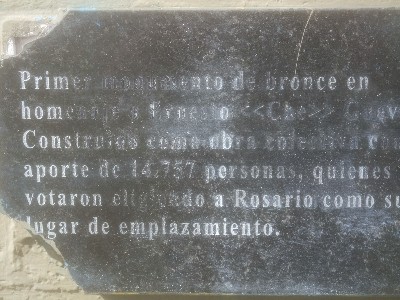 Primer monumento de bronce en
homenaje a Ernesto <<Che>> Guev
Construido como obra colectiva con
aporte de 14.757 personas, quienes
votaron eligiendo a Rosario como su
lugar de emplazamiento.